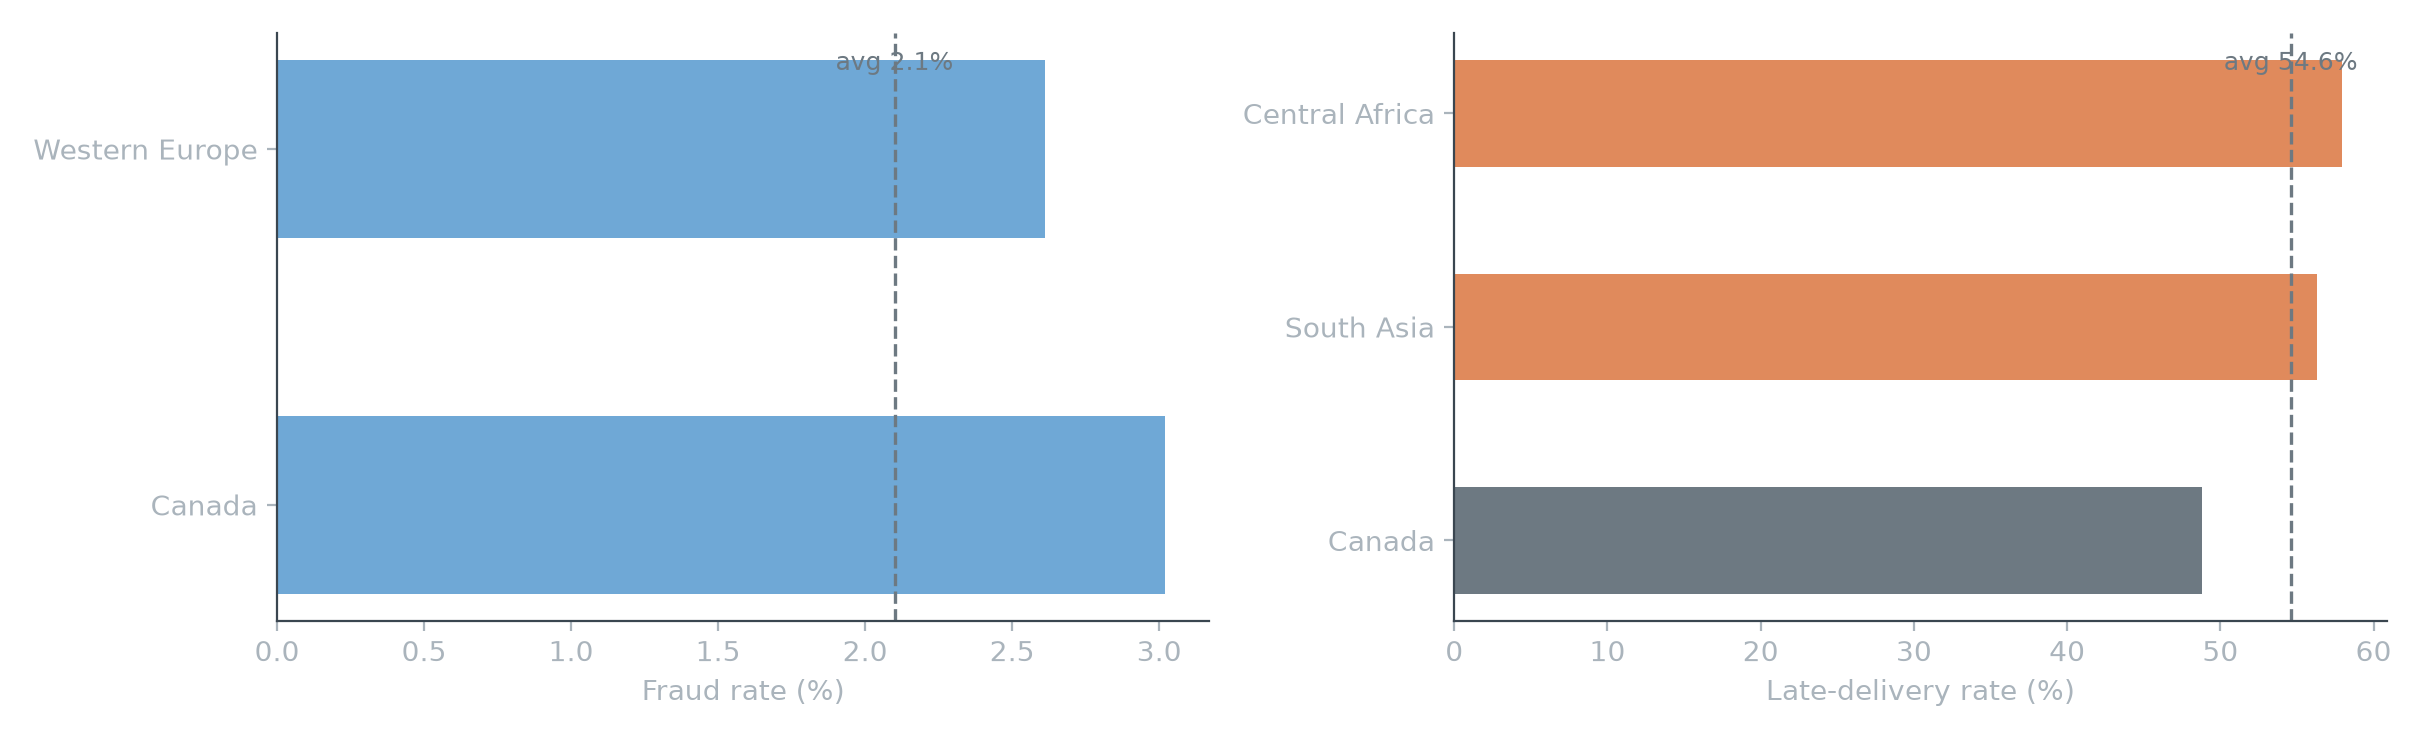 avg 2.1%
Western Europe
Canada
0.0 0.5 1.0 1.5 2.0 2.5 3.0
Fraud rate (%)
avg 54.6%
Central Africa
South Asia
Canada
0 10 20 30 40 50 60
Late-delivery rate (%)